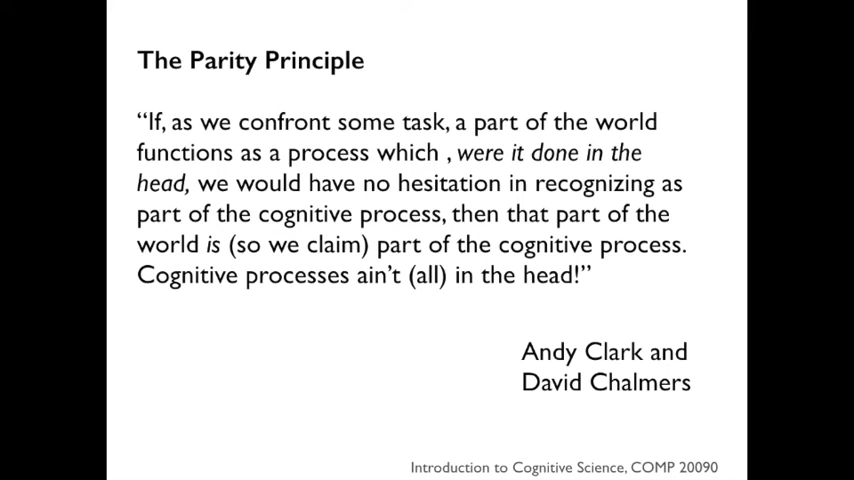 The Parity Principle
“If, as we confront some task, a part of the world
functions as a process which , were it done in the
head, we would have no hesitation in recognizing as
part of the cognitive process, then that part of the
world is (so we claim) part of the cognitive process.
Cognitive processes ain’t (all) in the head!”
Andy Clark and
David Chalmers
Introduction to Cognitive Science, COMP 20090